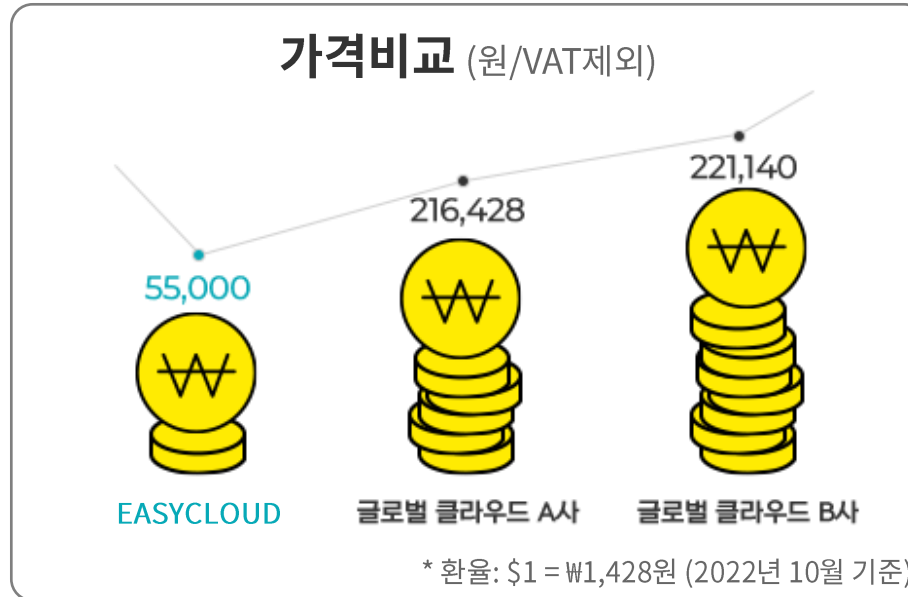 가격비교 (원/VAT제외)
55,000
216,428
221,140
EASYCLOUD
글로벌 클라우드 A사
글로벌 클라우드 B사
* 환율: $1 = ₩1,428원 (2022년 10월 기준)